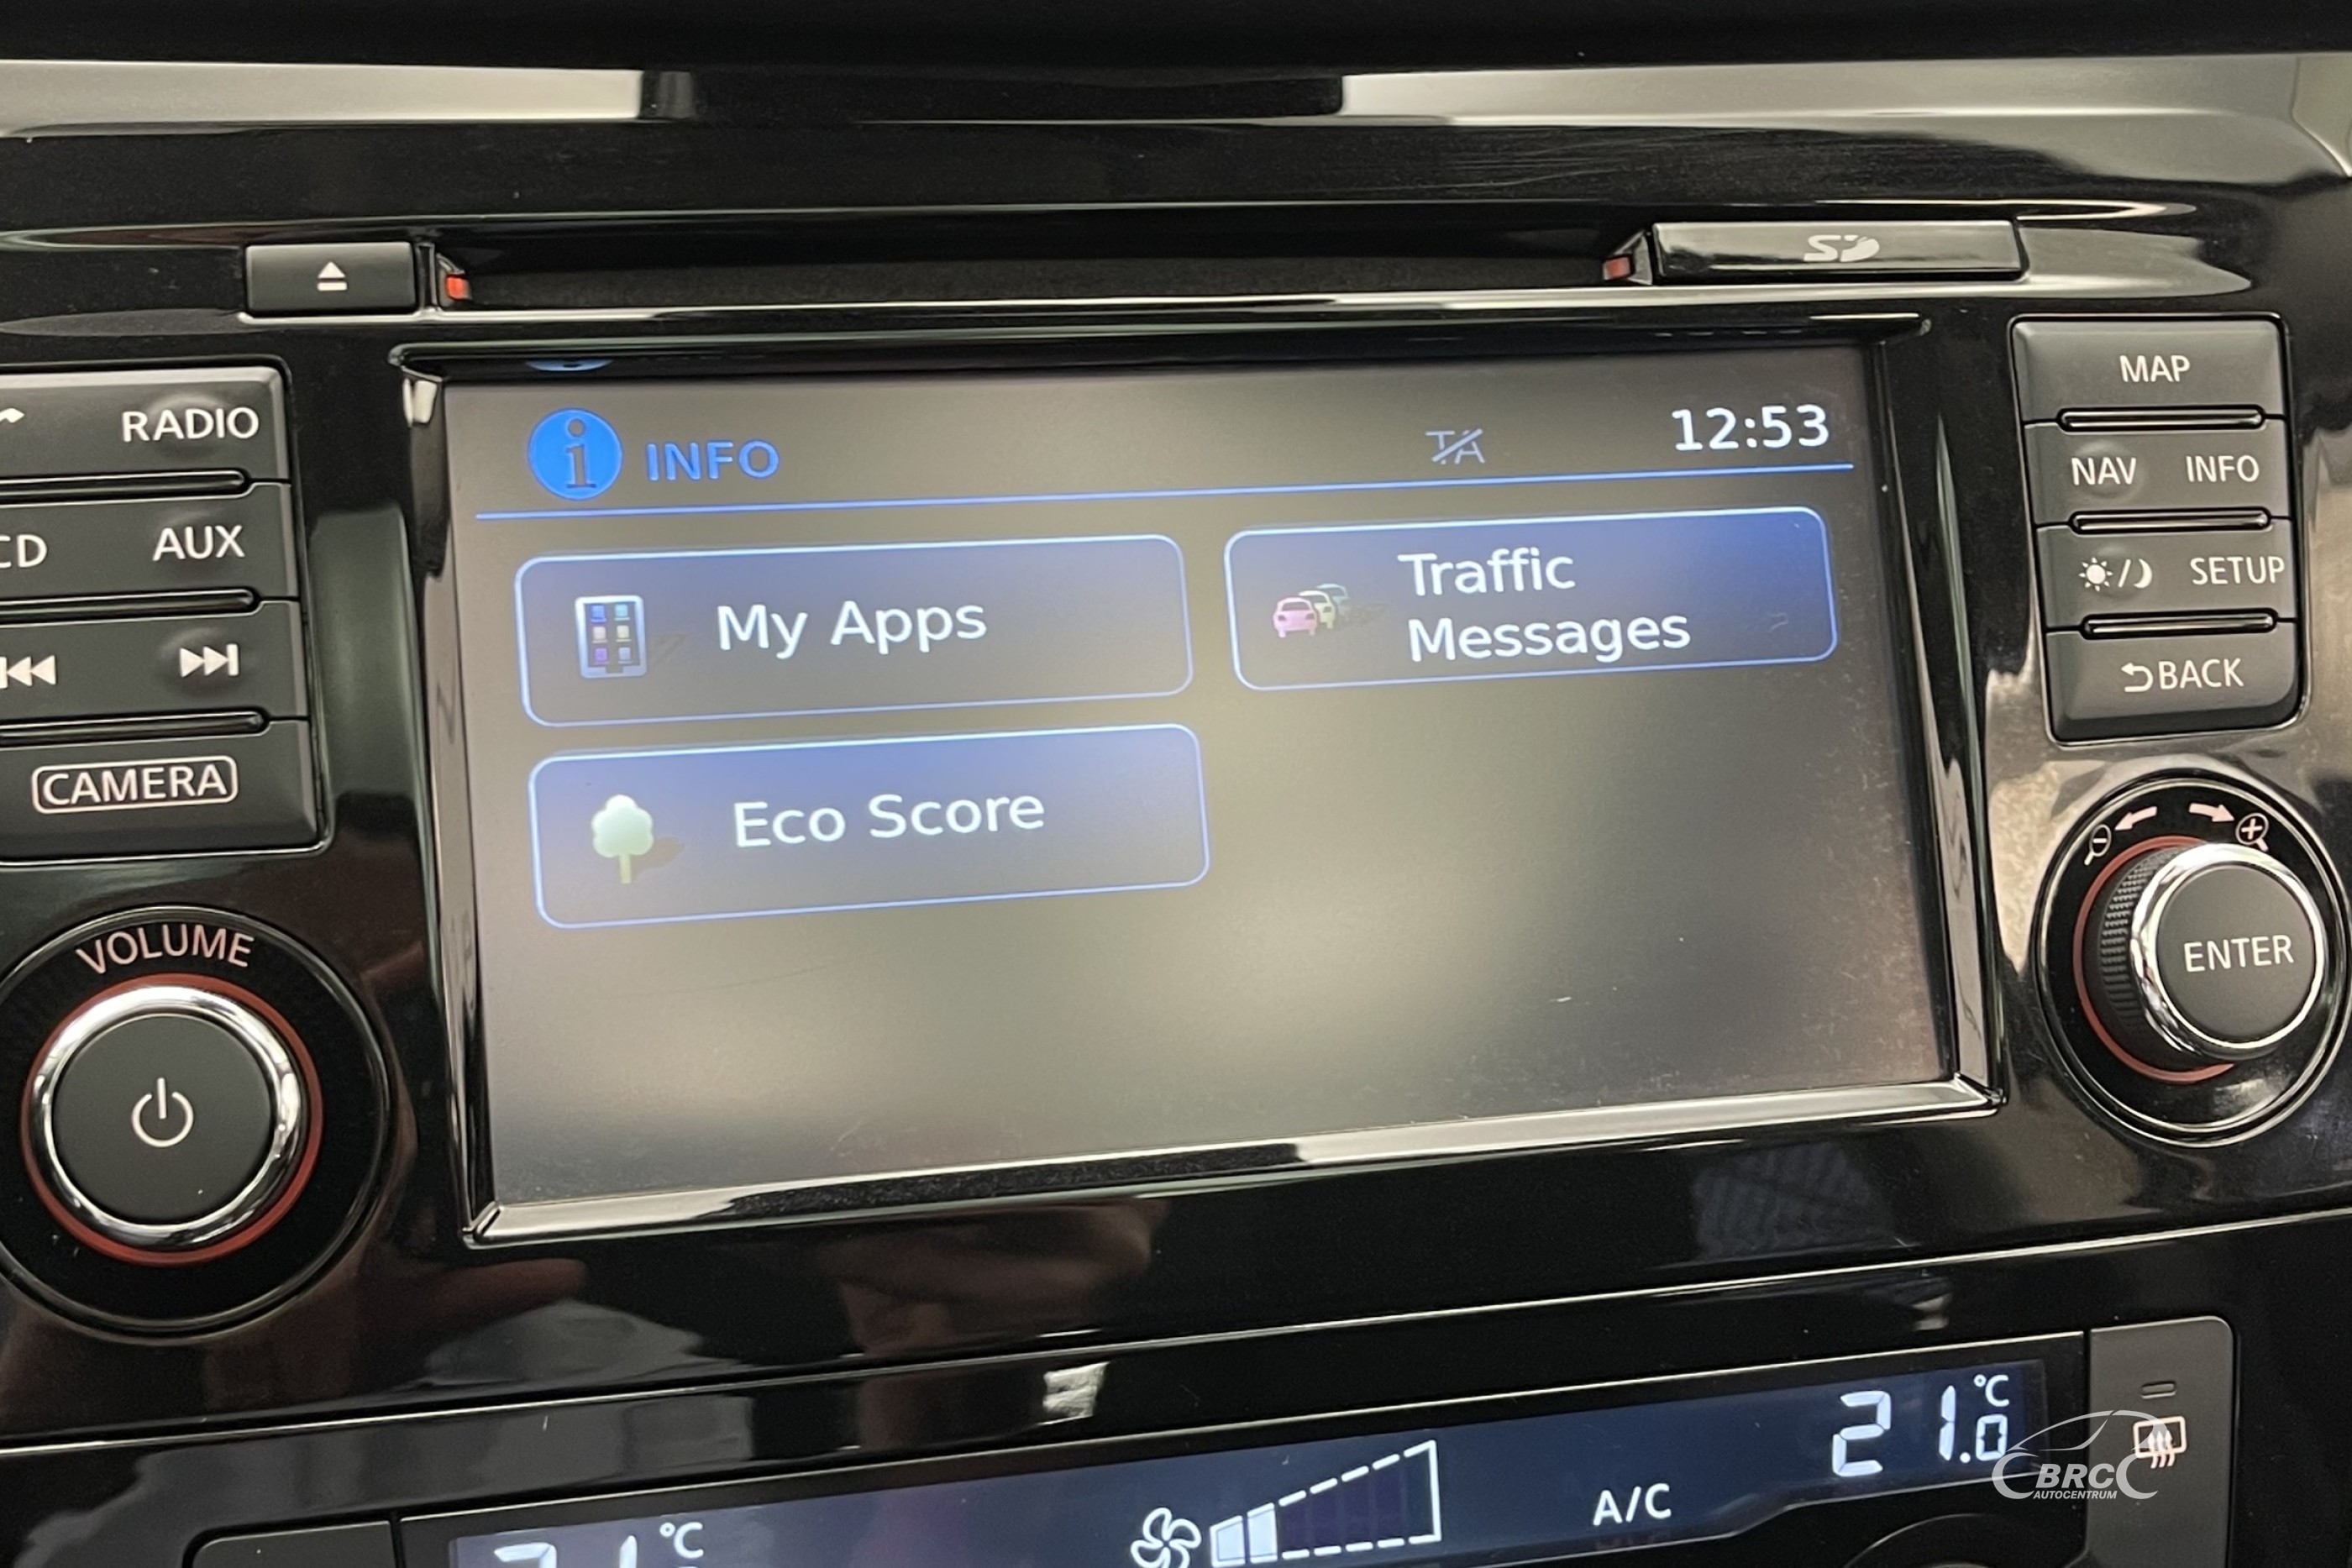 SD
RADIO
CD AUX
CAMERA
VOLUME
INFO
TA
12:53
My Apps
Traffic
Messages
Eco Score
MAP
NAV INFO
SETUP
BACK
ENTER
°C
A/C
21.0
°C
BRC
AUTOCENTRUM